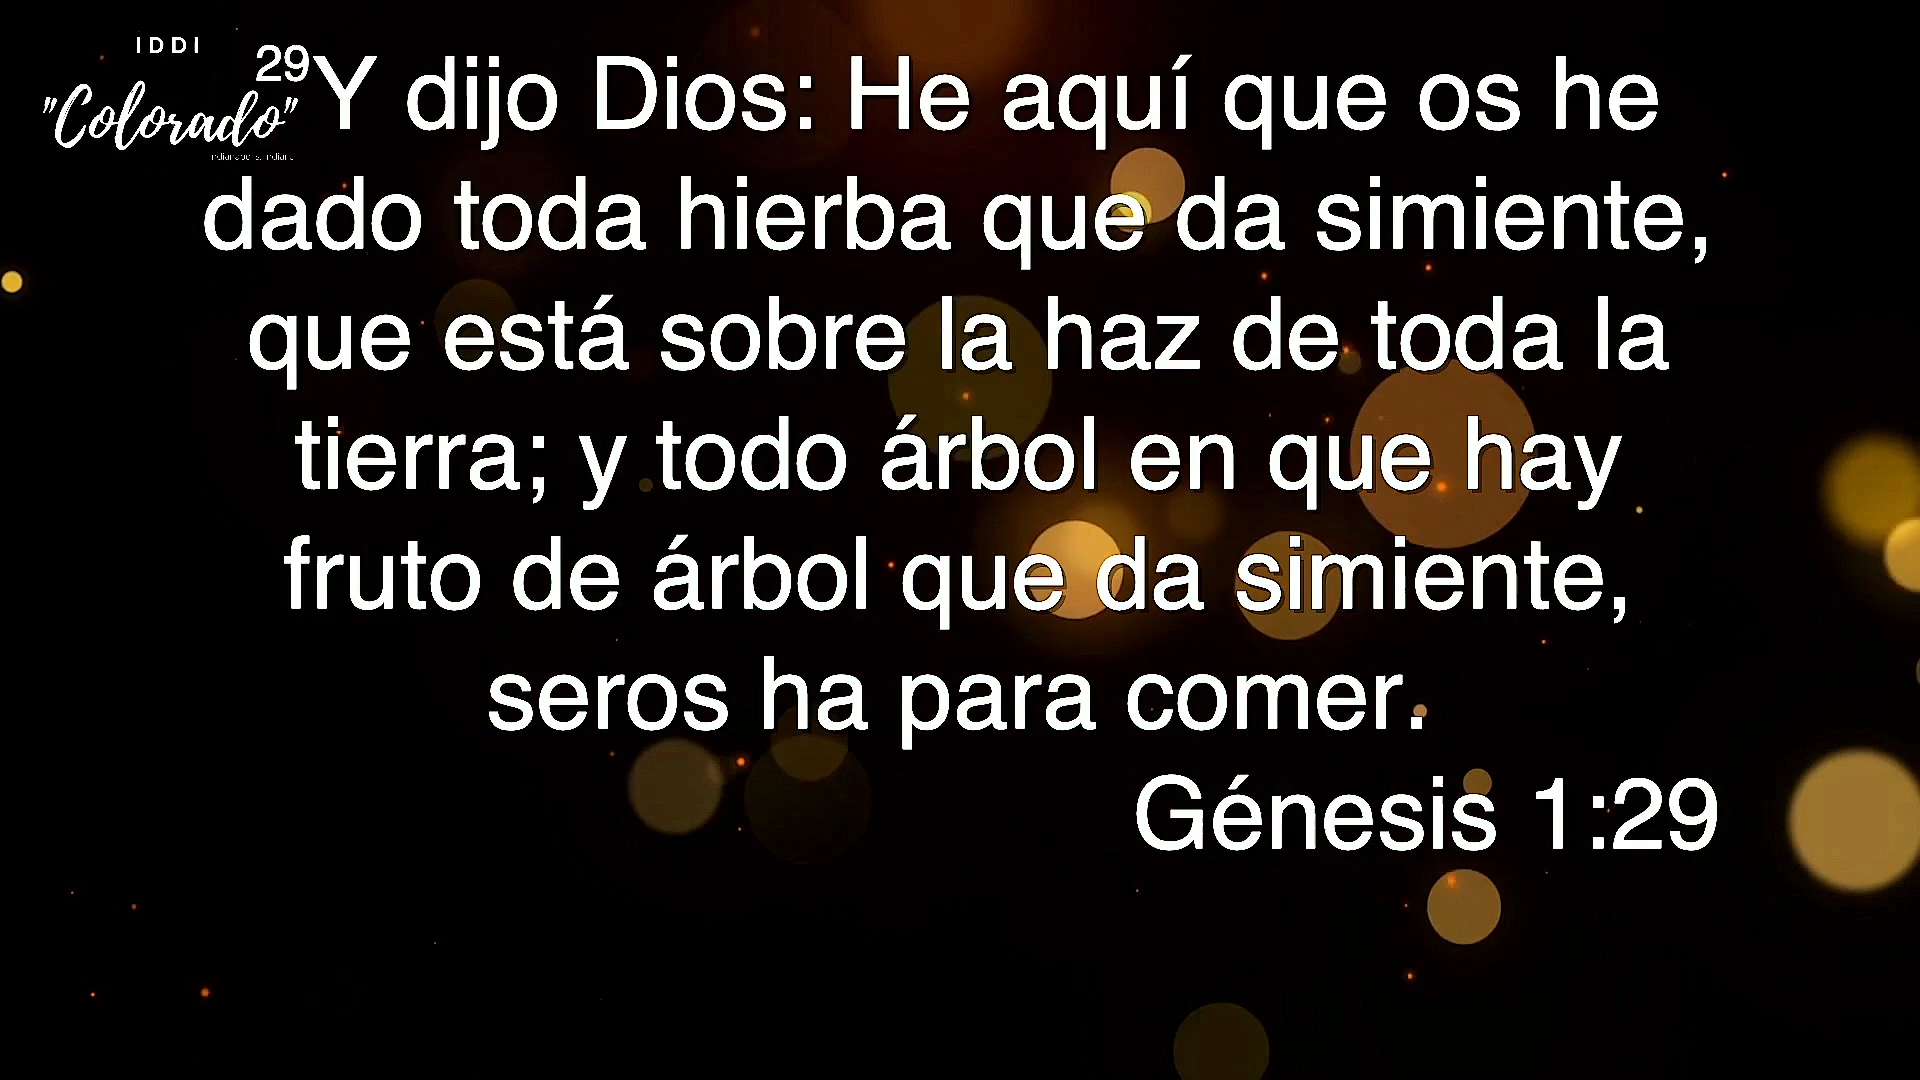 IDDI
"Colorado"
Indianapolis, Indiana
29Y dijo Dios: He aquí que os he
dado toda hierba que da simiente,
que está sobre la haz de toda la
tierra; y todo árbol en que hay
fruto de árbol que da simiente,
seros ha para comer.
Génesis 1:29